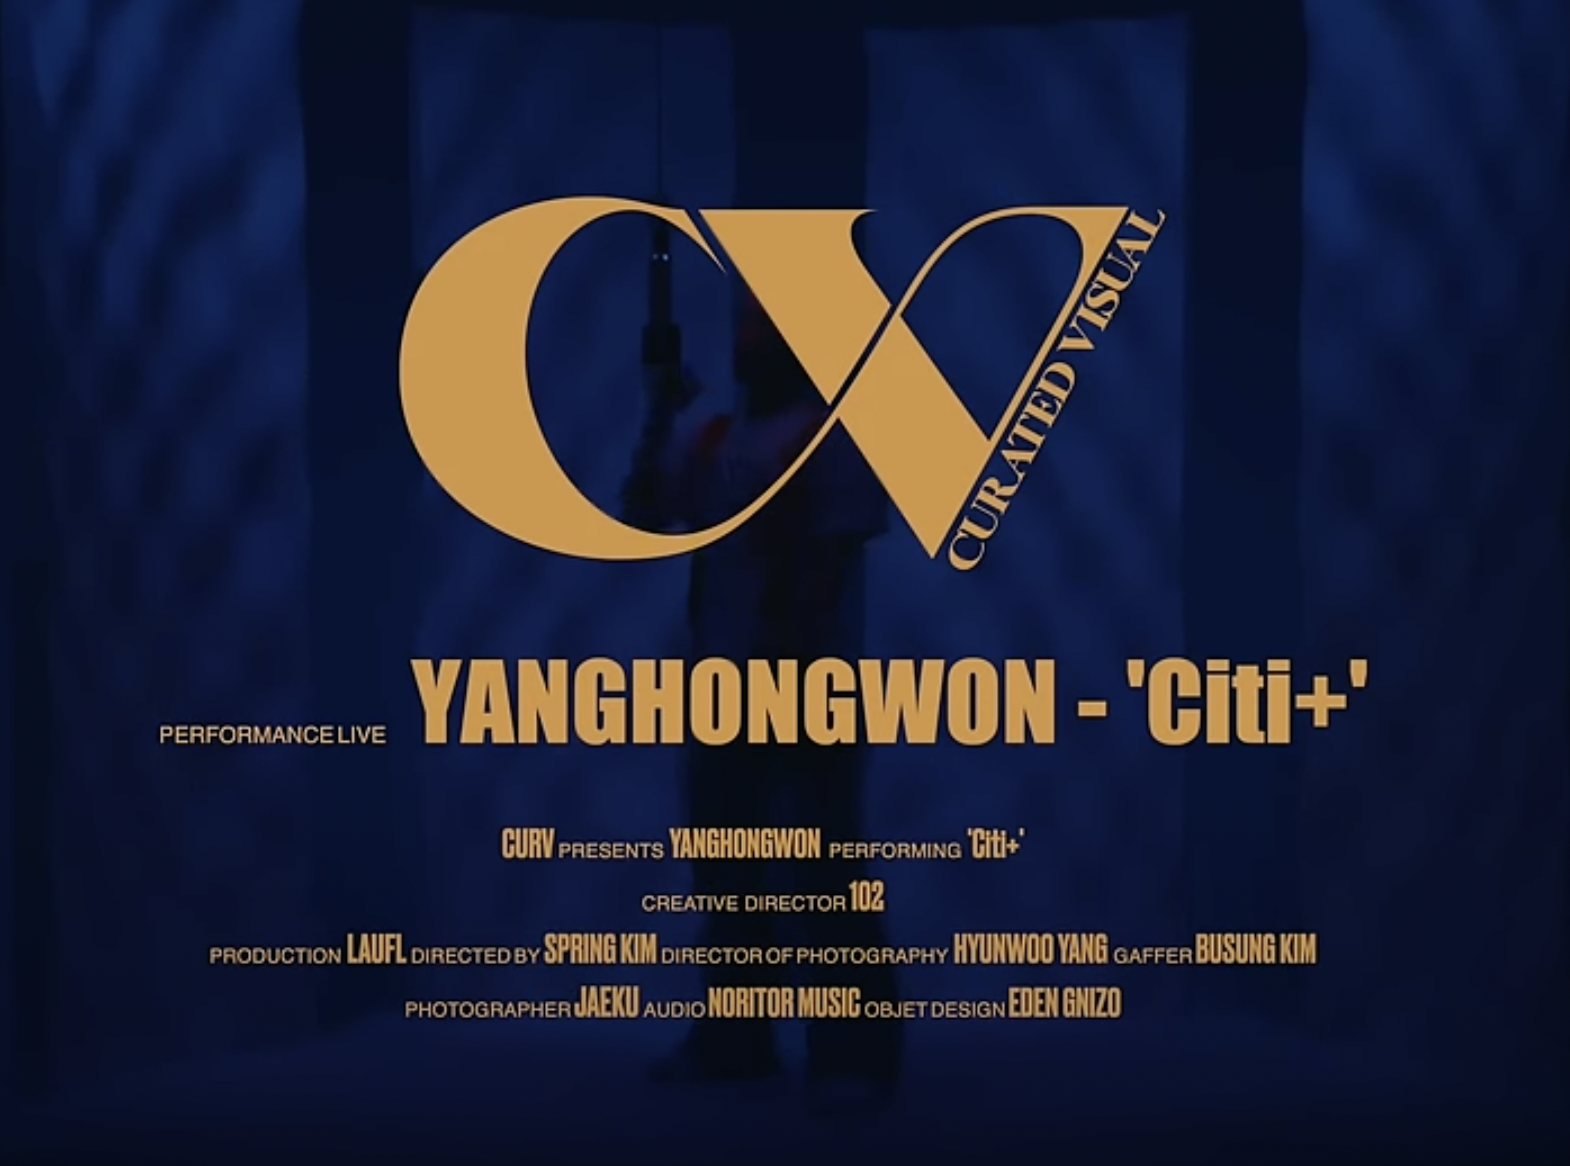 CV
CURATED VISUAL
PERFORMANCE LIVE YANGHONGWON - 'Citi+'
CURV PRESENTS YANGHONGWON PERFORMING 'Citi+'
CREATIVE DIRECTOR 102
PRODUCTION LAUFL DIRECTED BY SPRING KIM DIRECTOR OF PHOTOGRAPHY HYUNWOO YANG GAFFER BUSUNG KIM
PHOTOGRAPHER JAEKU AUDIO NORITOR MUSIC OBJET DESIGN EDEN GNIZO